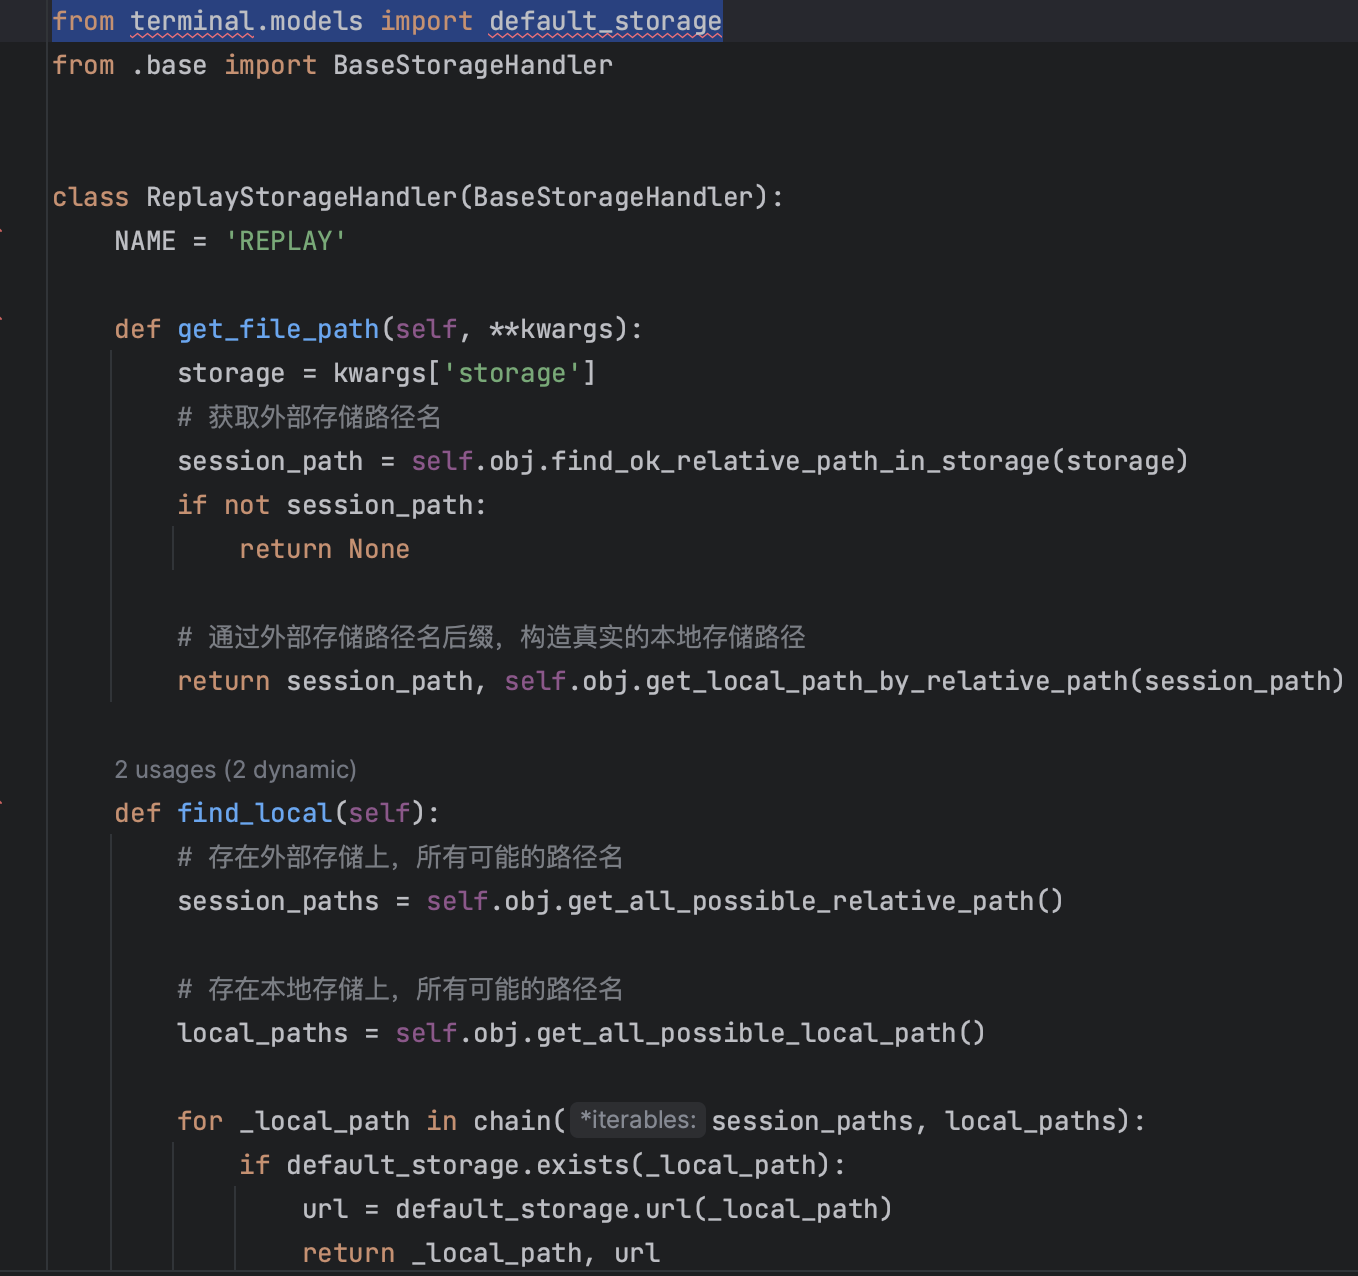 from terminal.models import default_storage
from .base import BaseStorageHandler
class ReplayStorageHandler(BaseStorageHandler):
NAME = 'REPLAY'
def get_file_path(self, **kwargs):
storage = kwargs['storage']
# 获取外部存储路径名
session_path = self.obj.find_ok_relative_path_in_storage(storage)
if not session_path:
return None
# 通过外部存储路径名后缀，构造真实的本地存储路径
return session_path, self.obj.get_local_path_by_relative_path(session_path)
2 usages (2 dynamic)
def find_local(self):
# 存在外部存储上，所有可能的路径名
session_paths = self.obj.get_all_possible_relative_path()
# 存在本地存储上，所有可能的路径名
local_paths = self.obj.get_all_possible_local_path()
for _local_path in chain(*iterables: session_paths, local_paths):
if default_storage.exists(_local_path):
url = default_storage.url(_local_path)
return _local_path, url